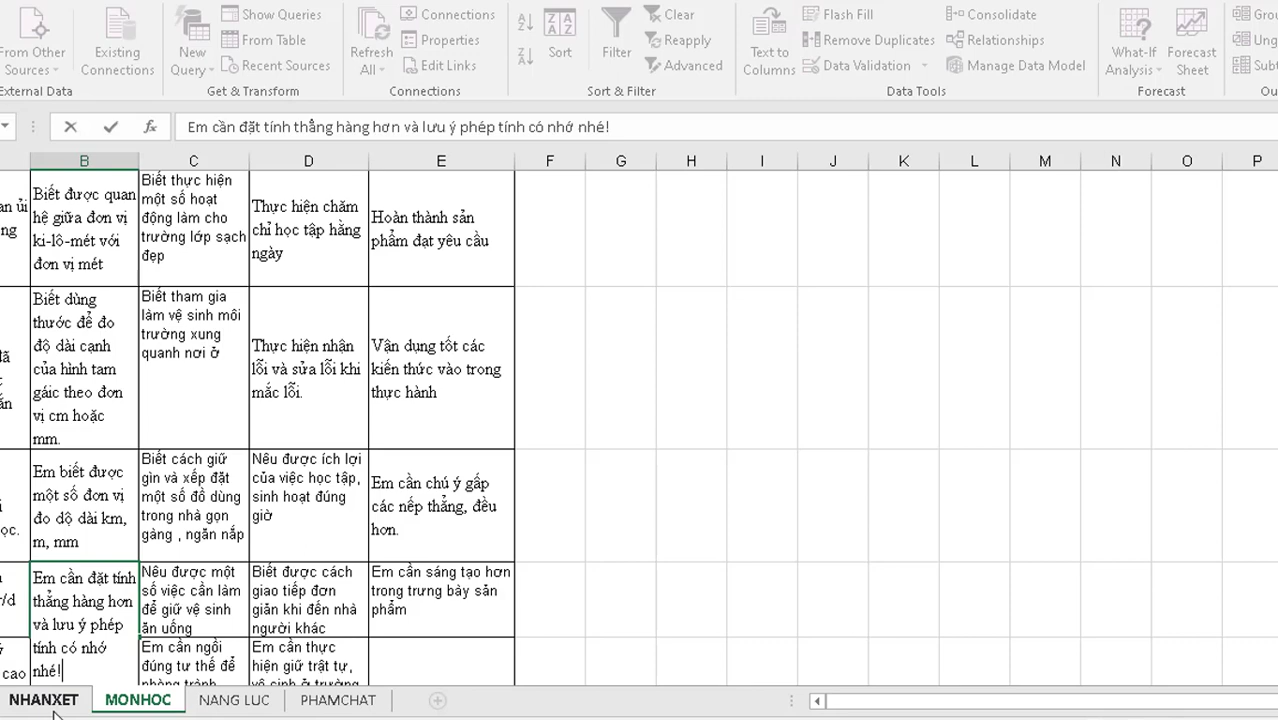 From Other
Sources
Existing
Connections
New
Query
Show Queries
From Table
Recent Sources
Refresh
All
Connections
Properties
Edit Links
Sort
Filter
Clear
Reapply
Advanced
Text to
Columns
Flash Fill
Remove Duplicates
Data Validation
Consolidate
Relationships
Manage Data Model
What-If
Analysis
Forecast
Sheet
External Data
Get & Transform
Connections
Sort & Filter
Data Tools
Forecast
fx
Em cần đặt tính thẳng hàng hơn và lưu ý phép tính có nhớ nhé!
B C D E F G H I J K L M N O P
Biết được quan
hệ giữa đơn vị
ki-lô-mét với
đơn vị mét
Biết thực hiện
một số hoạt
động làm cho
trường lớp sạch
đẹp
Thực hiện chăm
chỉ học tập hằng
ngày
Hoàn thành sản
phẩm đạt yêu cầu
Biết dùng
thước để đo
độ dài cạnh
của hình tam
gáic theo đơn
vị cm hoặc
mm.
Biết tham gia
làm vệ sinh môi
trường xung
quanh nơi ở
Thực hiện nhận
lỗi và sửa lỗi khi
mắc lỗi.
Vận dụng tốt các
kiến thức vào trong
thực hành
Em biết được
một số đơn vị
đo dộ dài km,
m, mm
Biết cách giữ
gìn và xếp đặt
một số đồ dùng
trong nhà gọn
gàng , ngăn nắp
Nêu được ích lợi
của việc học tập,
sinh hoạt đúng
giờ
Em cần chú ý gấp
các nếp thẳng, đều
hơn.
Em cần đặt tính
thẳng hàng hơn
và lưu ý phép
tính có nhớ
nhé!
Nêu được một
số việc cần làm
để giữ vệ sinh
ăn uống
Biết được cách
giao tiếp đơn
giản khi đến nhà
người khác
Em cần sáng tạo hơn
trong trưng bày sản
phẩm
Em cần ngồi
đúng tư thế để
phòng tránh
Em cần thực
hiện giữ trật tự,
vệ sinh ở trường
cao
NHANXET
MONHOC
NANG LUC
PHAMCHAT